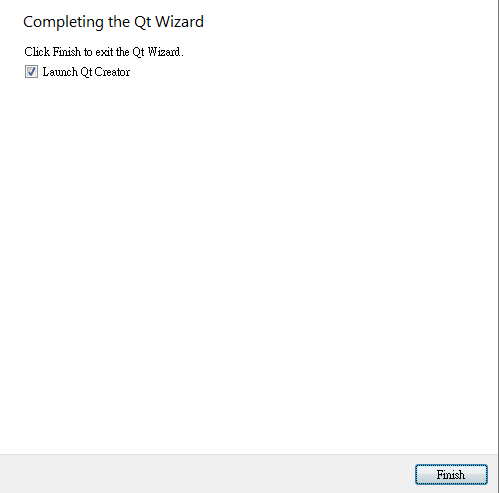 Completing the Qt Wizard
Click Finish to exit the Qt Wizard.
Launch Qt Creator
Finish